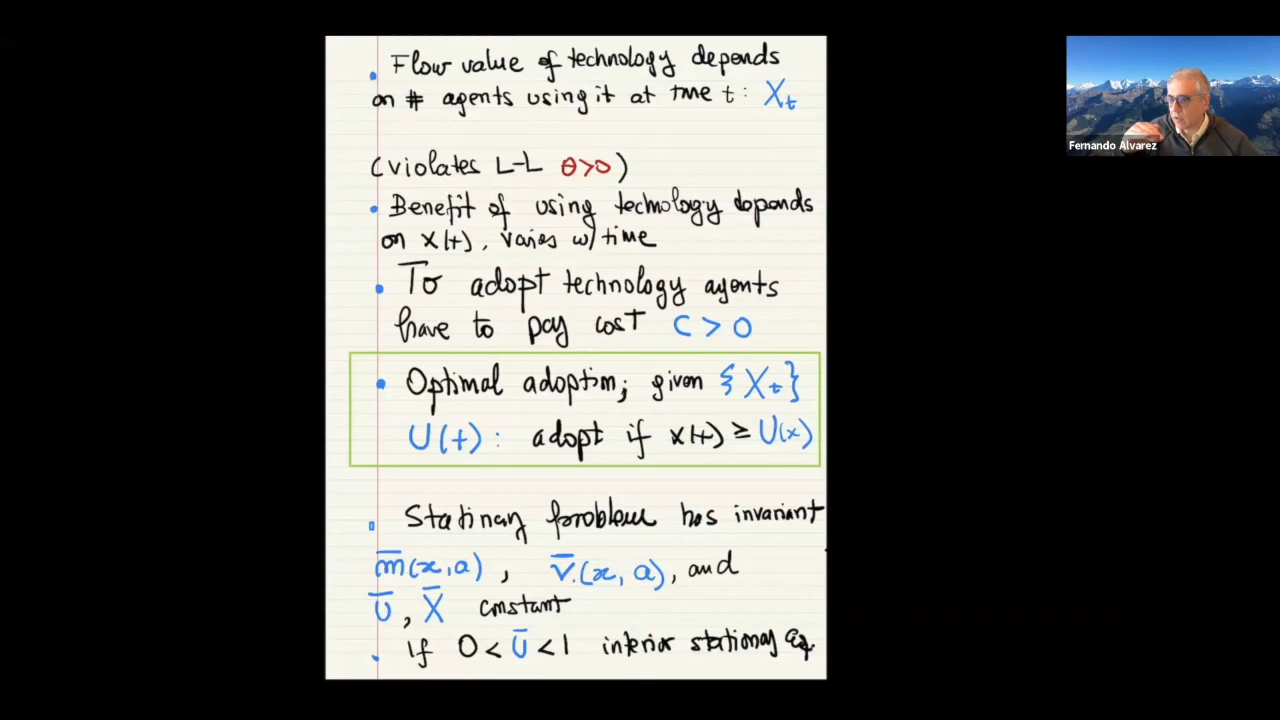 • Flow value of technology depends
on # agents using it at time t: Xₜ
(violates L-L θ>0)
• Benefit of using technology depends
on x(t), varies w/ time
• To adopt technology agents
have to pay cost C > 0
• Optimal adoption; given {Xₜ}
U(t): adopt if x(t) ≥ U(x)
Stationary problem has invariant
m̅(x,a), v̅(x,a), and
U̅, X̅ constant
• If 0 < U̅ < 1 interior stationary Eq.
Fernando Alvarez